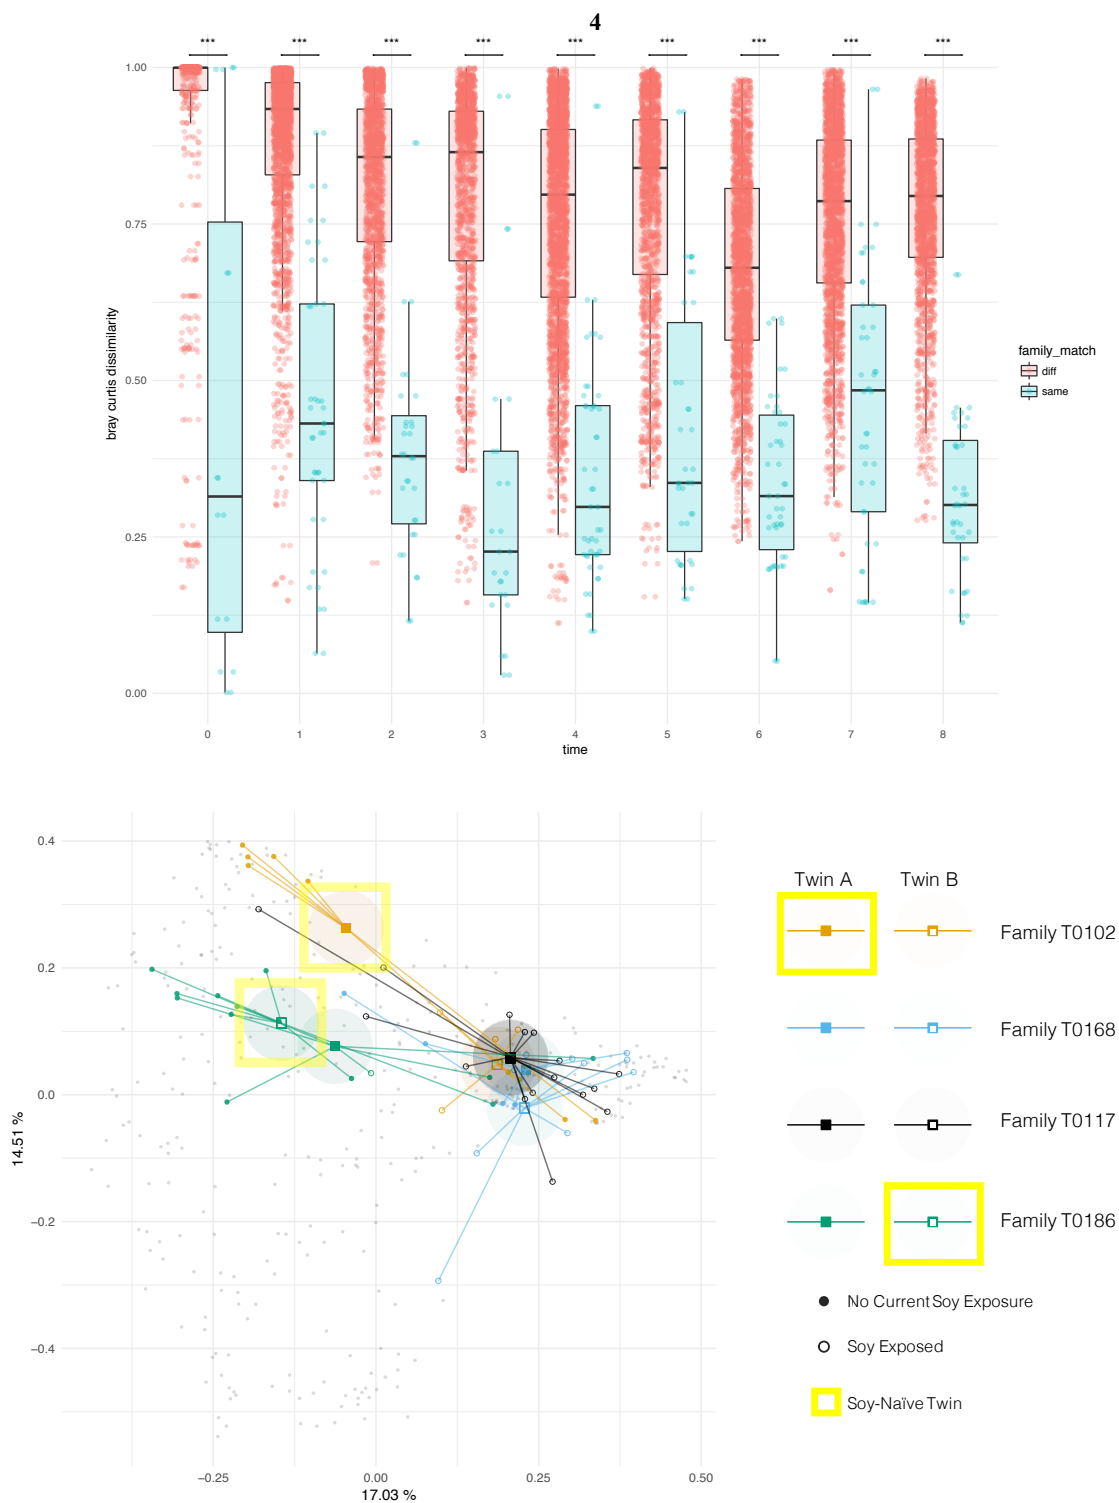 4
*** *** *** *** *** *** *** *** ***
1.00
0.75
0.50
0.25
0.00
bray curtis dissimilarity
0 1 2 3 4 5 6 7 8
time
family_match
diff
same
0.4
0.2
0.0
−0.2
−0.4
14.51 %
−0.25 0.00 0.25 0.50
17.03 %
Twin A Twin B
Family T0102
Family T0168
Family T0117
Family T0186
No Current Soy Exposure
Soy Exposed
Soy-Naïve Twin